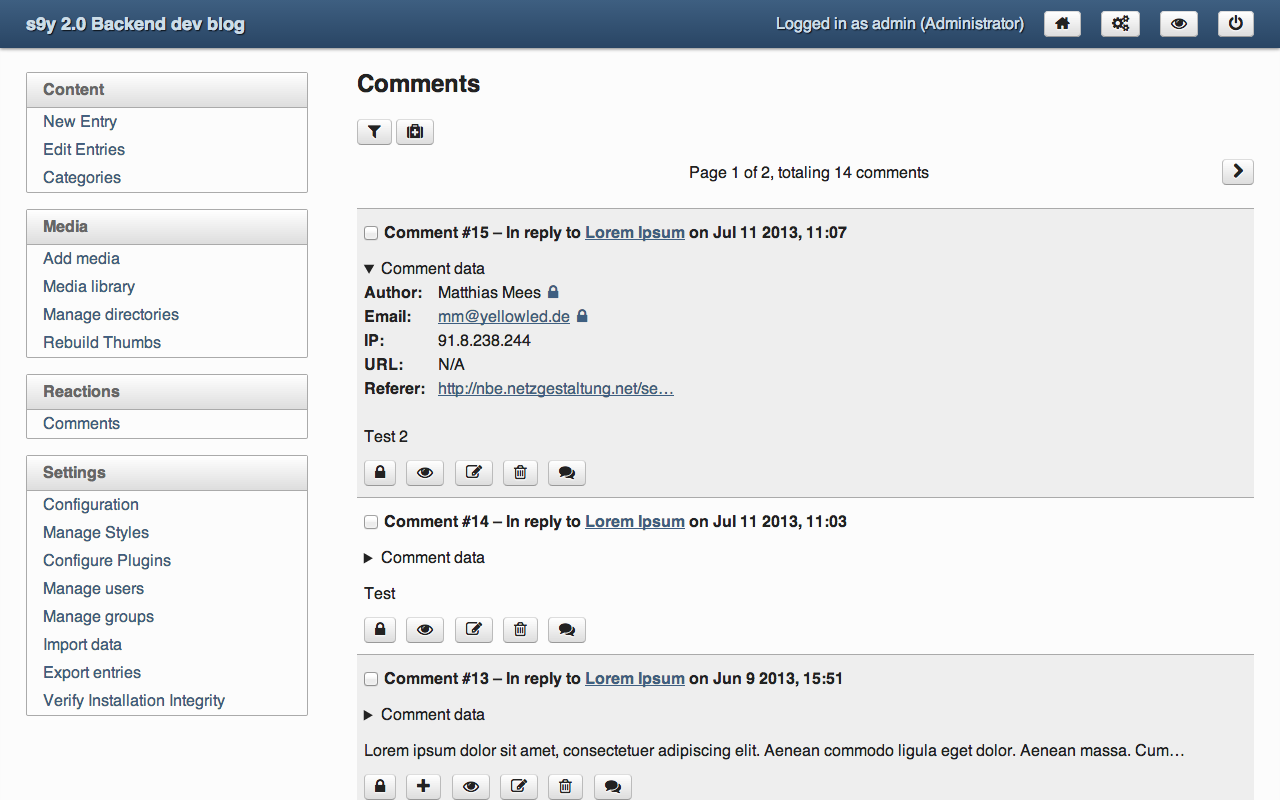 s9y 2.0 Backend dev blog
Logged in as admin (Administrator)
Content
New Entry
Edit Entries
Categories
Media
Add media
Media library
Manage directories
Rebuild Thumbs
Reactions
Comments
Settings
Configuration
Manage Styles
Configure Plugins
Manage users
Manage groups
Import data
Export entries
Verify Installation Integrity
Comments
Page 1 of 2, totaling 14 comments
Comment #15 – In reply to Lorem Ipsum on Jul 11 2013, 11:07
Comment data
Author: Matthias Mees
Email: mm@yellowled.de
IP: 91.8.238.244
URL: N/A
Referer: http://nbe.netzgestaltung.net/se…
Test 2
Comment #14 – In reply to Lorem Ipsum on Jul 11 2013, 11:03
Comment data
Test
Comment #13 – In reply to Lorem Ipsum on Jun 9 2013, 15:51
Comment data
Lorem ipsum dolor sit amet, consectetuer adipiscing elit. Aenean commodo ligula eget dolor. Aenean massa. Cum…